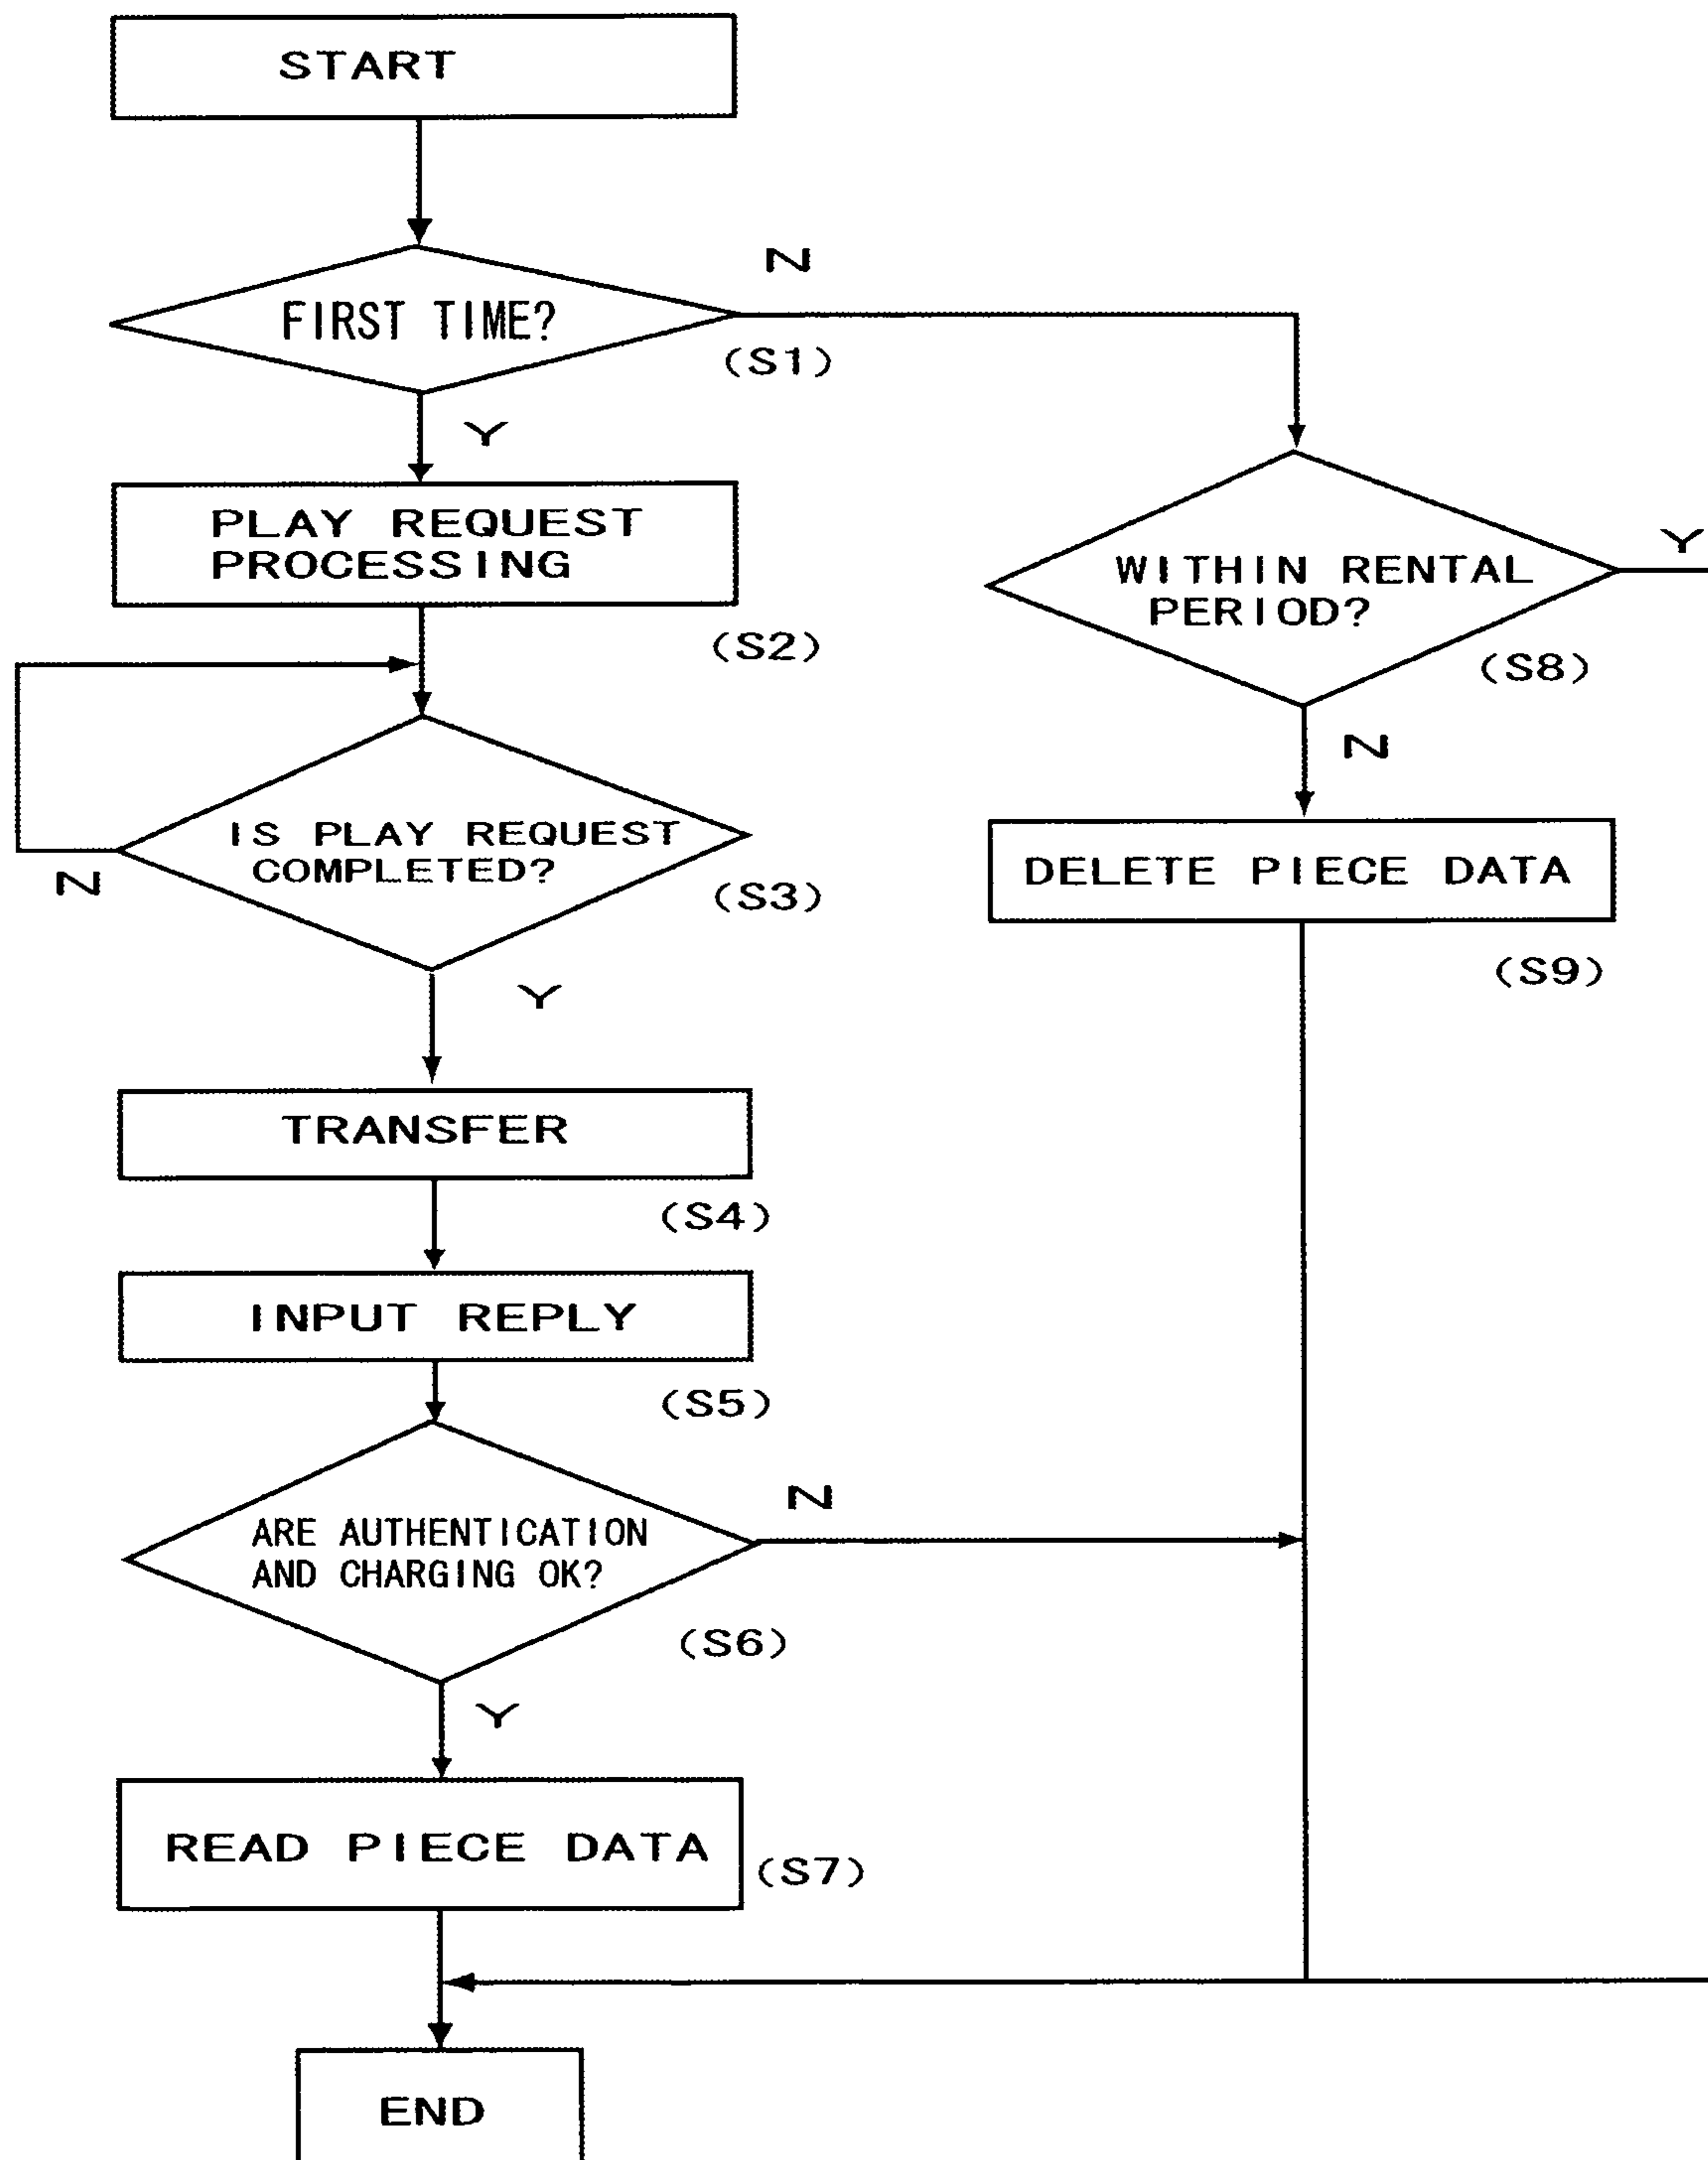 START
FIRST TIME?
N
(S1)
Y
PLAY REQUEST
PROCESSING
(S2)
WITHIN RENTAL
PERIOD?
Y
(S8)
N
IS PLAY REQUEST
COMPLETED?
N
(S3)
Y
DELETE PIECE DATA
(S9)
TRANSFER
(S4)
INPUT REPLY
(S5)
ARE AUTHENTICATION
AND CHARGING OK?
N
(S6)
Y
READ PIECE DATA
(S7)
END